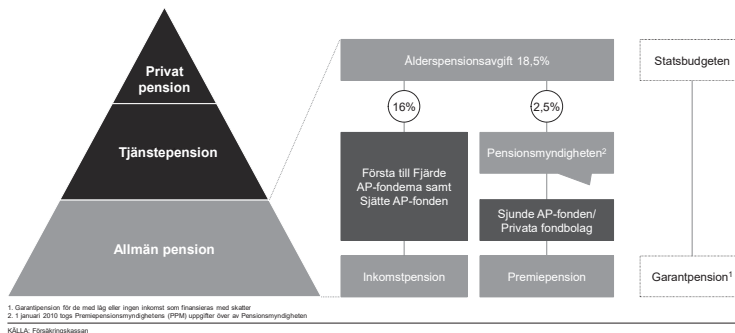 Privat
pension
Tjänstepension
Allmän pension
Ålderspensionsavgift 18,5%
16%
2,5%
Första till Fjärde
AP-fonderna samt
Sjätte AP-fonden
Pensionsmyndigheten2
Sjunde AP-fonden/
Privata fondbolag
Inkomstpension
Premiepension
Statsbudgeten
Garantpension1
1. Garantipension för de med låg eller ingen inkomst som finansieras med skatter
2. 1 januari 2010 togs Premiepensionsmyndighetens (PPM) uppgifter över av Pensionsmyndigheten
KÄLLA: Försäkringskassan